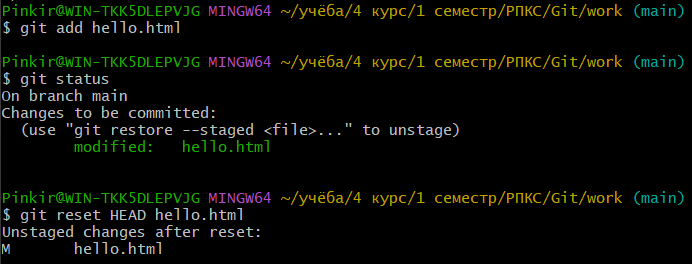 Pinkir@WIN-TKK5DLEPVJG MINGW64 ~/учёба/4 курс/1 семестр/РПКС/Git/work (main)
$ git add hello.html
Pinkir@WIN-TKK5DLEPVJG MINGW64 ~/учёба/4 курс/1 семестр/РПКС/Git/work (main)
$ git status
On branch main
Changes to be committed:
  (use "git restore --staged <file>..." to unstage)
        modified:   hello.html
Pinkir@WIN-TKK5DLEPVJG MINGW64 ~/учёба/4 курс/1 семестр/РПКС/Git/work (main)
$ git reset HEAD hello.html
Unstaged changes after reset:
M       hello.html